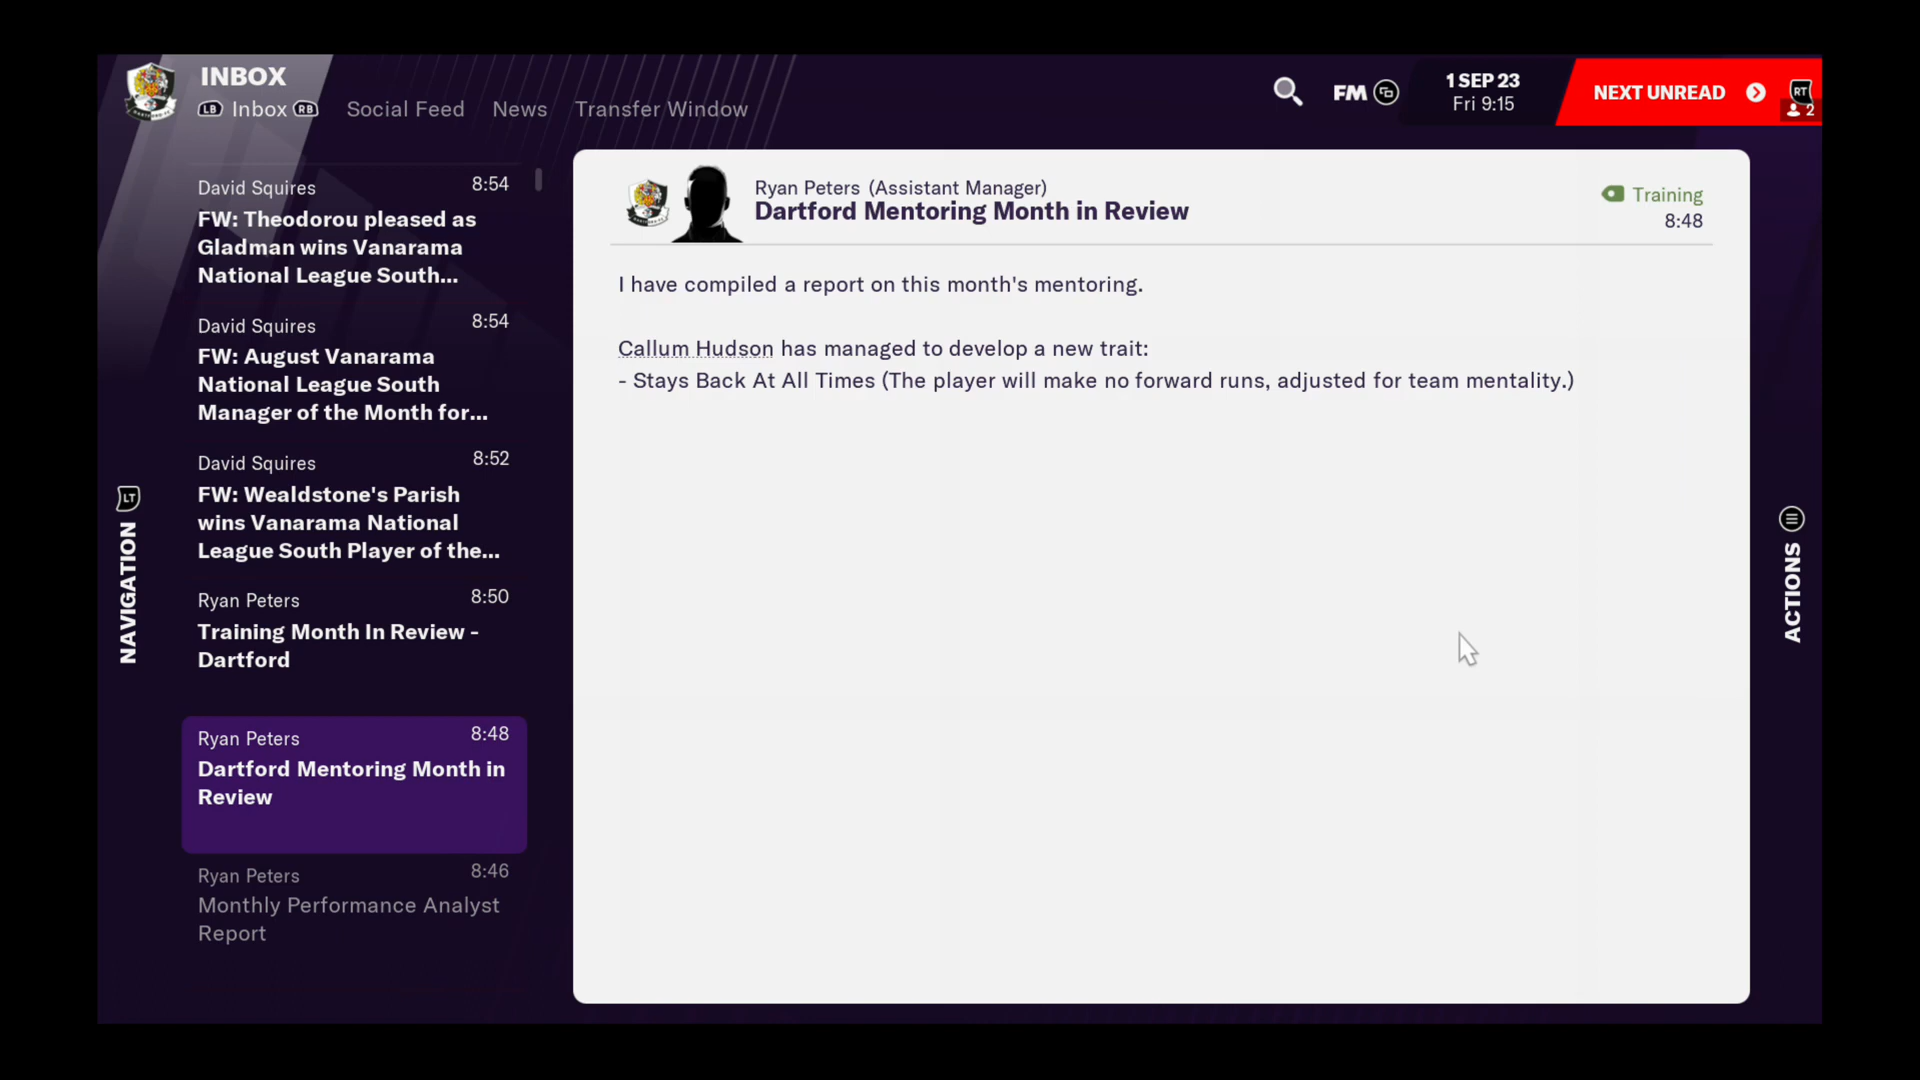 INBOX
LB Inbox RB Social Feed News Transfer Window
FM
1 SEP 23
Fri 9:15
NEXT UNREAD
RT
2
David Squires 8:54
FW: Theodorou pleased as
Gladman wins Vanarama
National League South...
David Squires 8:54
FW: August Vanarama
National League South
Manager of the Month for...
David Squires 8:52
FW: Wealdstone's Parish
wins Vanarama National
League South Player of the...
Ryan Peters 8:50
Training Month In Review -
Dartford
Ryan Peters 8:48
Dartford Mentoring Month in
Review
Ryan Peters 8:46
Monthly Performance Analyst
Report
LT
NAVIGATION
Ryan Peters (Assistant Manager)
Dartford Mentoring Month in Review
Training
8:48
I have compiled a report on this month's mentoring.
Callum Hudson has managed to develop a new trait:
- Stays Back At All Times (The player will make no forward runs, adjusted for team mentality.)
ACTIONS